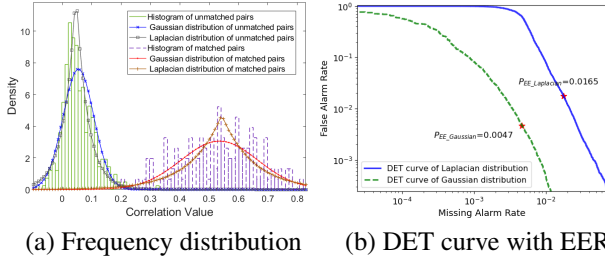 Histogram of unmatched pairs
Gaussian distribution of unmatched pairs
Laplacian distribution of unmatched pairs
Histogram of matched pairs
Gaussian distribution of matched pairs
Laplacian distribution of matched pairs
Density
12
10
8
6
4
2
0
0 0.1 0.2 0.3 0.4 0.5 0.6 0.7 0.8
Correlation Value
(a) Frequency distribution
False Alarm Rate
10⁰
10⁻¹
10⁻²
10⁻³
P_EE_Laplacian=0.0165
P_EE_Gaussian=0.0047
DET curve of Laplacian distribution
DET curve of Gaussian distribution
10⁻⁴ 10⁻³ 10⁻²
Missing Alarm Rate
(b) DET curve with EER